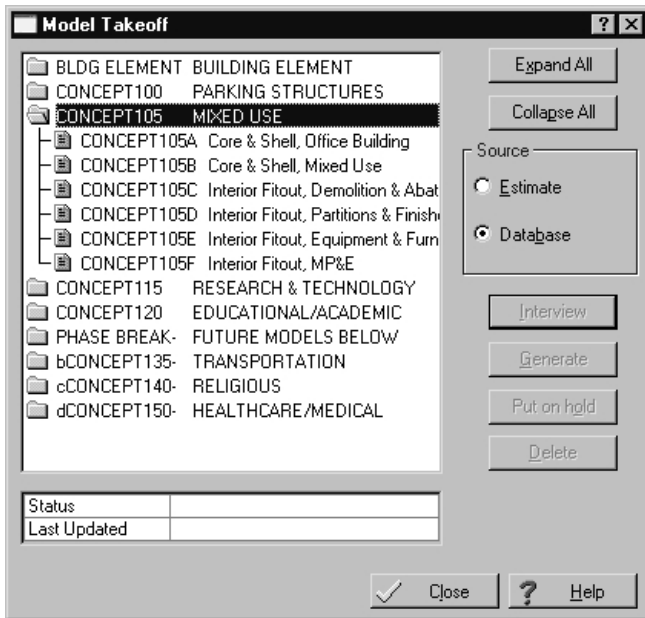 Model Takeoff
BLDG ELEMENT BUILDING ELEMENT
CONCEPT100 PARKING STRUCTURES
CONCEPT105 MIXED USE
CONCEPT105A Core & Shell, Office Building
CONCEPT105B Core & Shell, Mixed Use
CONCEPT105C Interior Fitout, Demolition & Abat
CONCEPT105D Interior Fitout, Partitions & Finish
CONCEPT105E Interior Fitout, Equipment & Furn
CONCEPT105F Interior Fitout, MP&E
CONCEPT115 RESEARCH & TECHNOLOGY
CONCEPT120 EDUCATIONAL/ACADEMIC
PHASE BREAK- FUTURE MODELS BELOW
bCONCEPT135- TRANSPORTATION
cCONCEPT140- RELIGIOUS
dCONCEPT150- HEALTHCARE/MEDICAL
Status
Last Updated
Expand All
Collapse All
Source
Estimate
Database
Interview
Generate
Put on hold
Delete
Close
Help